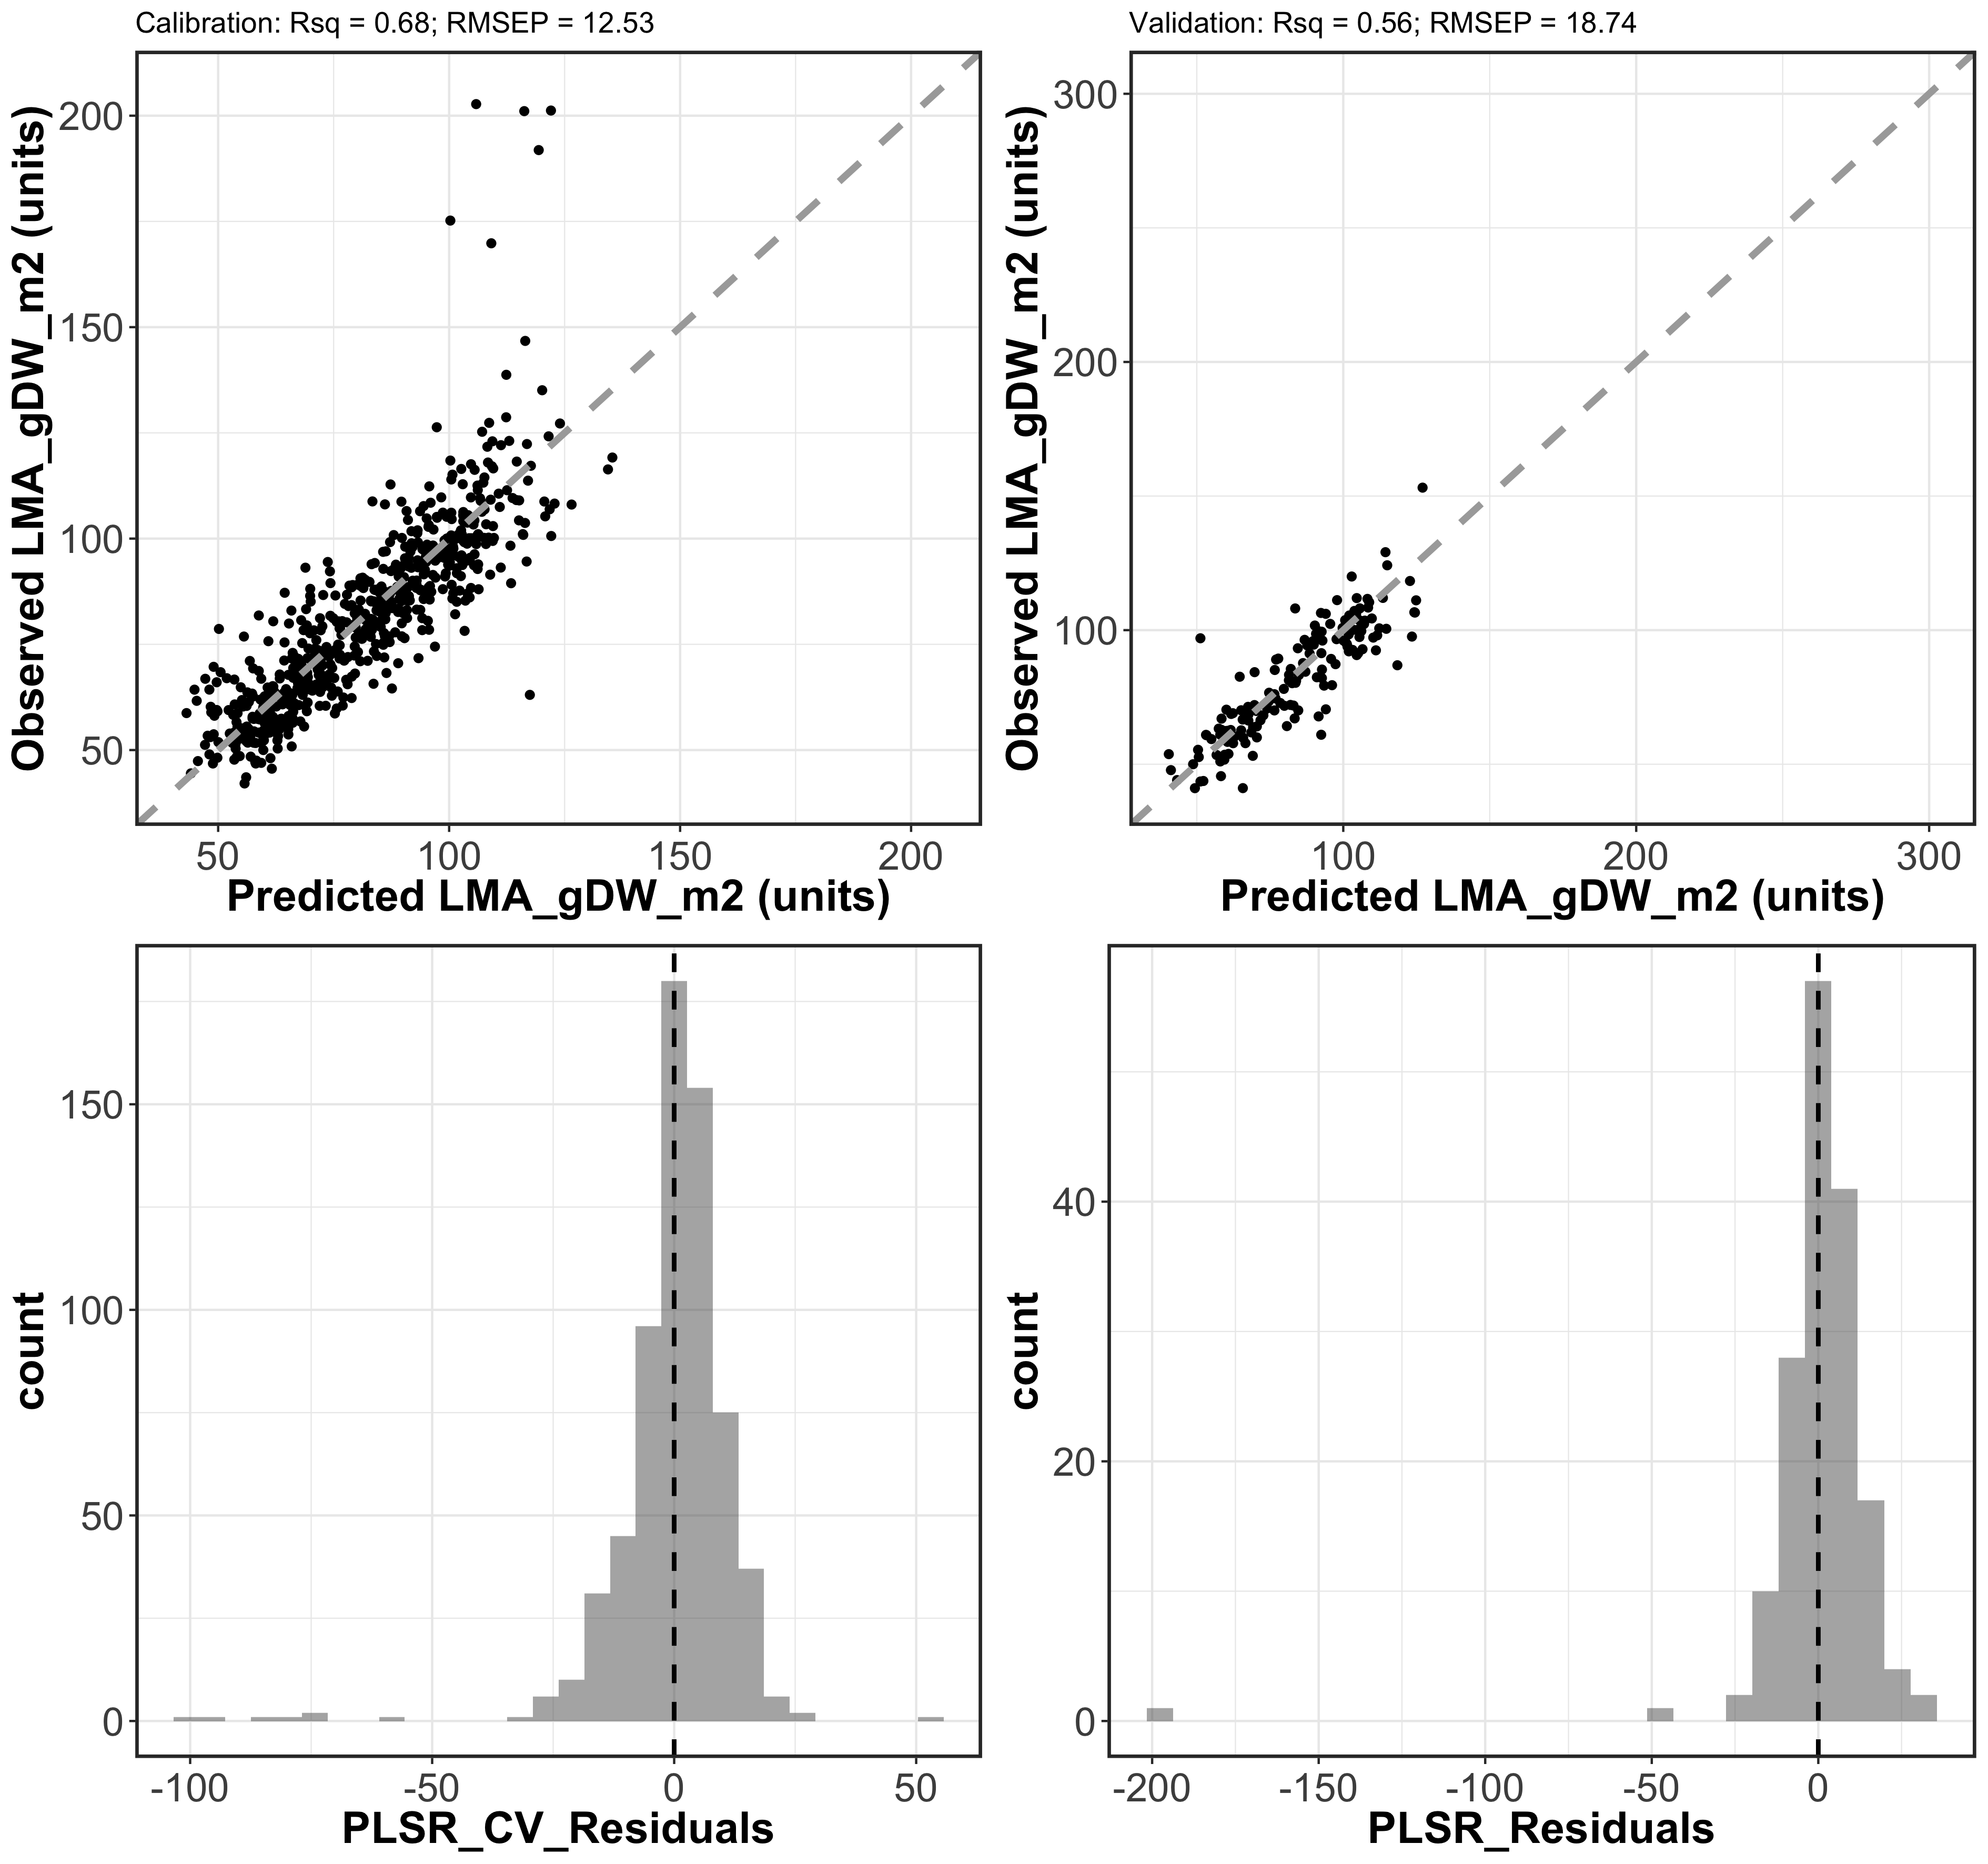 Calibration: Rsq = 0.68; RMSEP = 12.53
Observed LMA_gDW_m2 (units)
200
150
100
50
50 100 150 200
Predicted LMA_gDW_m2 (units)
Validation: Rsq = 0.56; RMSEP = 18.74
Observed LMA_gDW_m2 (units)
300
200
100
100 200 300
Predicted LMA_gDW_m2 (units)
count
150
100
50
0
-100 -50 0 50
PLSR_CV_Residuals
count
40
20
0
-200 -150 -100 -50 0
PLSR_Residuals